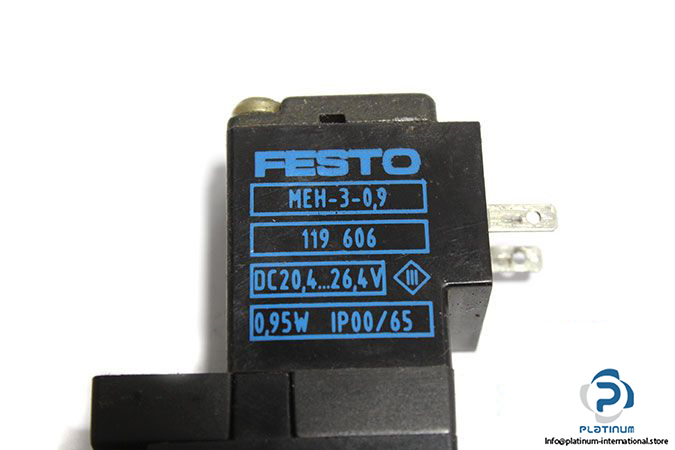 FESTO
MEH-3-0,9
119 606
DC20,4...26,4V III
0,95W IP00/65
PLATINUM
Info@platinum-international.store